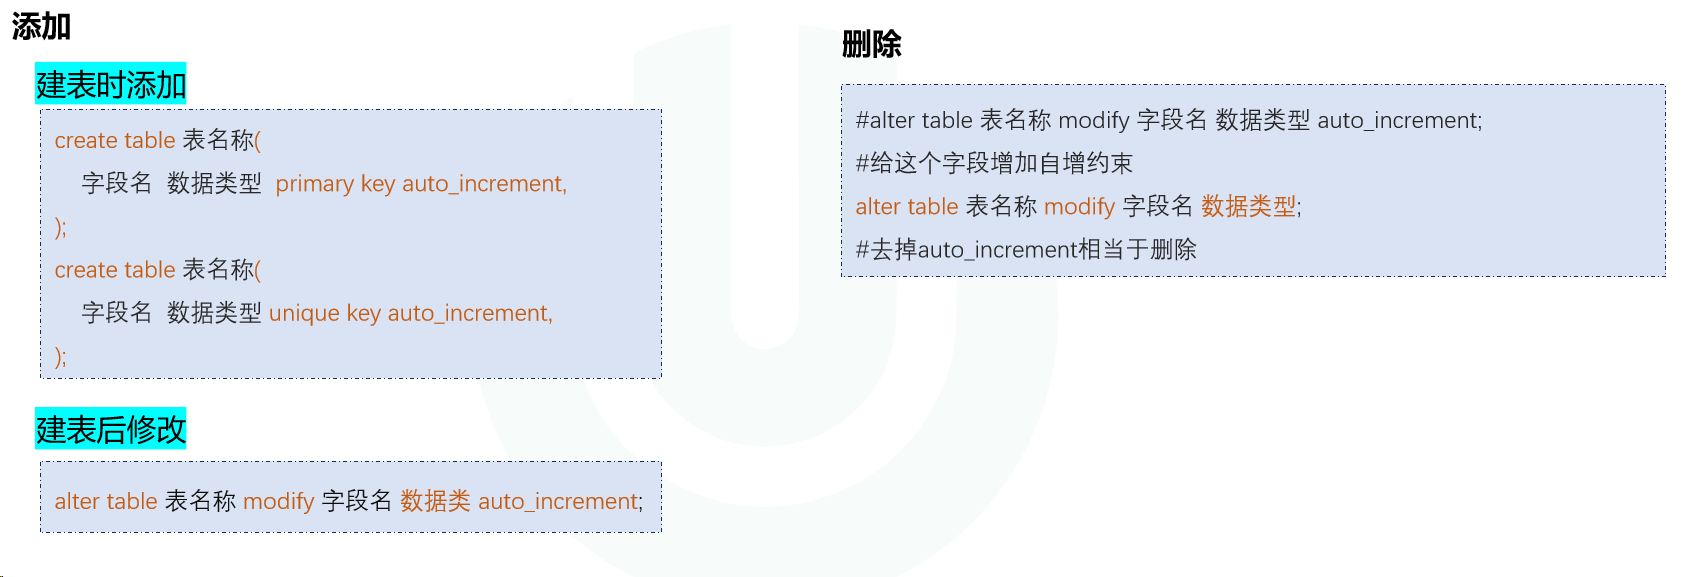 添加
建表时添加
create table 表名称(
字段名 数据类型 primary key auto_increment,
);
create table 表名称(
字段名 数据类型 unique key auto_increment,
);
建表后修改
alter table 表名称 modify 字段名 数据类 auto_increment;
删除
#alter table 表名称 modify 字段名 数据类型 auto_increment;
#给这个字段增加自增约束
alter table 表名称 modify 字段名 数据类型;
#去掉auto_increment相当于删除